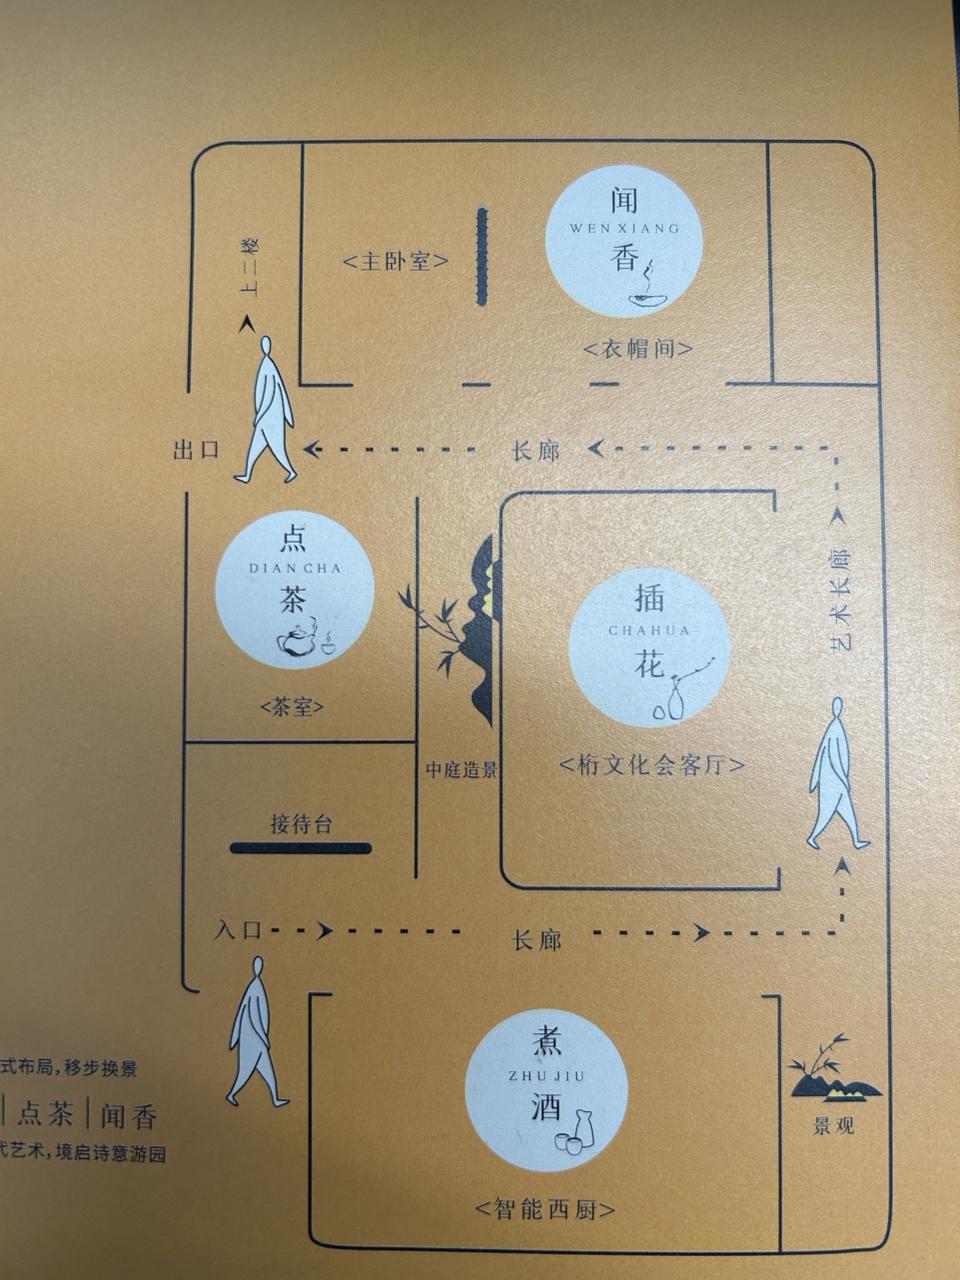 闻
WEN XIANG
香
<主卧室>
<衣帽间>
上二楼
出口
长廊
点
DIAN CHA
茶
<茶室>
艺术长廊
插
CHAHUA
花
<桁文化会客厅>
中庭造景
接待台
入口
长廊
煮
ZHU JIU
酒
<智能西厨>
景观
式布局,移步换景
|点茶|闻香
代艺术,境启诗意游园